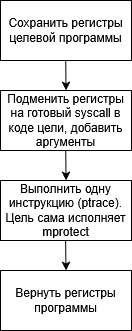 Сохранить регистры
целевой программы
Подменить регистры
на готовый syscall в
коде цели, добавить
аргументы
Выполнить одну
инструкцию (ptrace).
Цель сама исполняет
mprotect
Вернуть регистры
программы